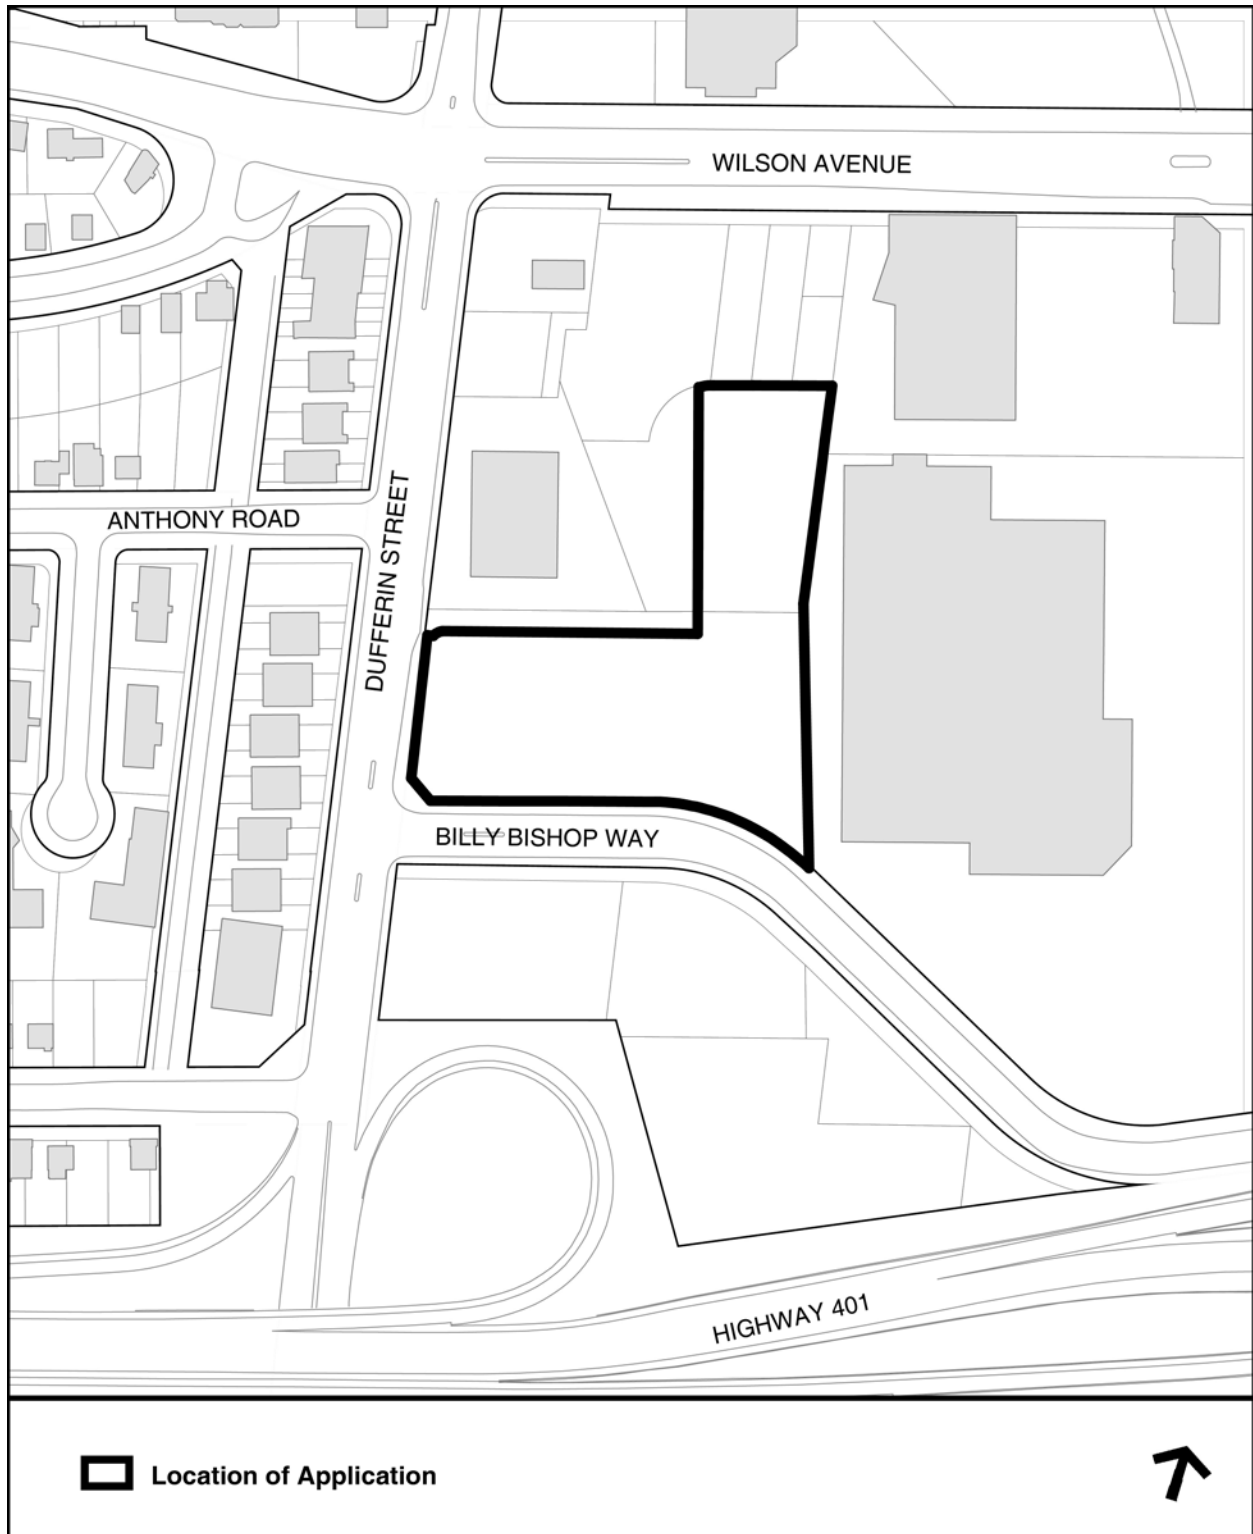 WILSON AVENUE
ANTHONY ROAD
DUFFERIN STREET
BILLY BISHOP WAY
HIGHWAY 401
Location of Application